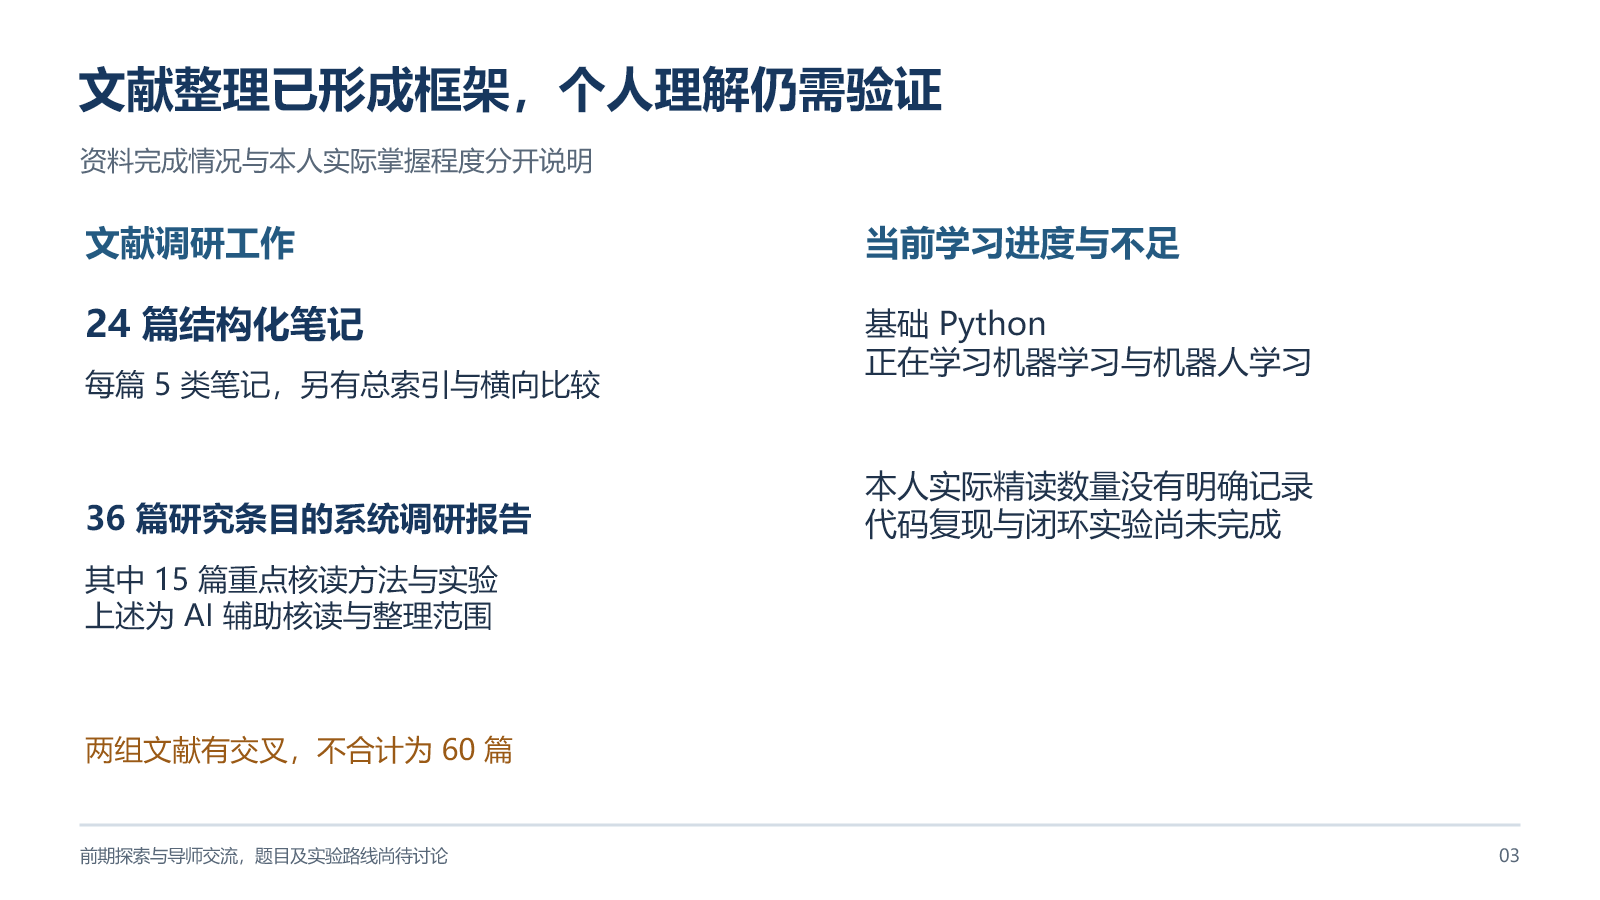 文献整理已形成框架，个人理解仍需验证
资料完成情况与本人实际掌握程度分开说明
文献调研工作
24 篇结构化笔记
每篇 5 类笔记，另有总索引与横向比较
36 篇研究条目的系统调研报告
其中 15 篇重点核读方法与实验
上述为 AI 辅助核读与整理范围
两组文献有交叉，不合计为 60 篇
当前学习进度与不足
基础 Python
正在学习机器学习与机器人学习
本人实际精读数量没有明确记录
代码复现与闭环实验尚未完成
前期探索与导师交流，题目及实验路线尚待讨论
03